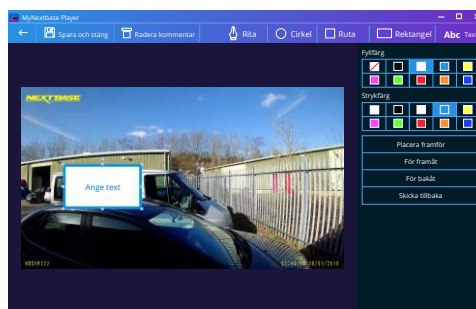 MyNextbase Player
Spara och stäng
Radera kommentar
Rita
Cirkel
Ruta
Rektangel
Abc Tex
Fyllfärg
Strykfärg
Placera framför
För framåt
För bakåt
Skicka tillbaka
NEXTBASE
Ange text